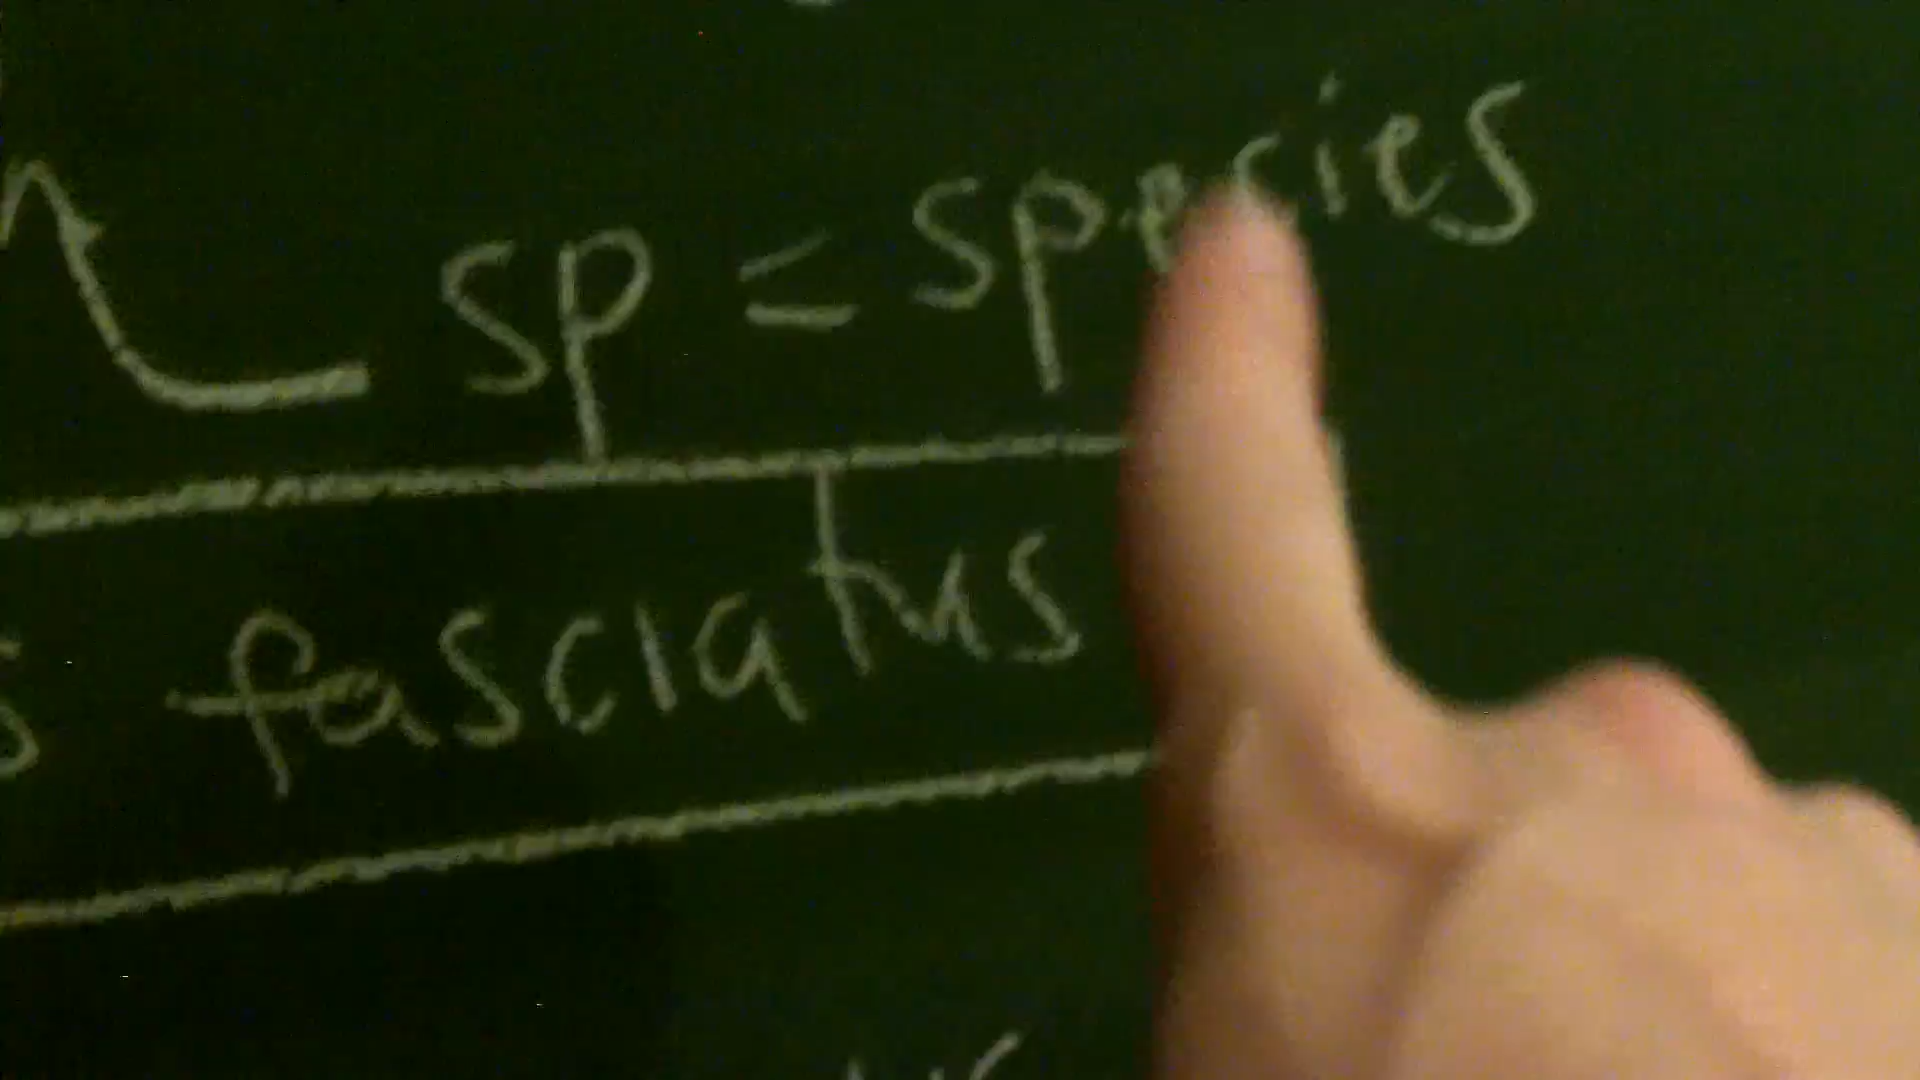 sp = species
s fasciatus